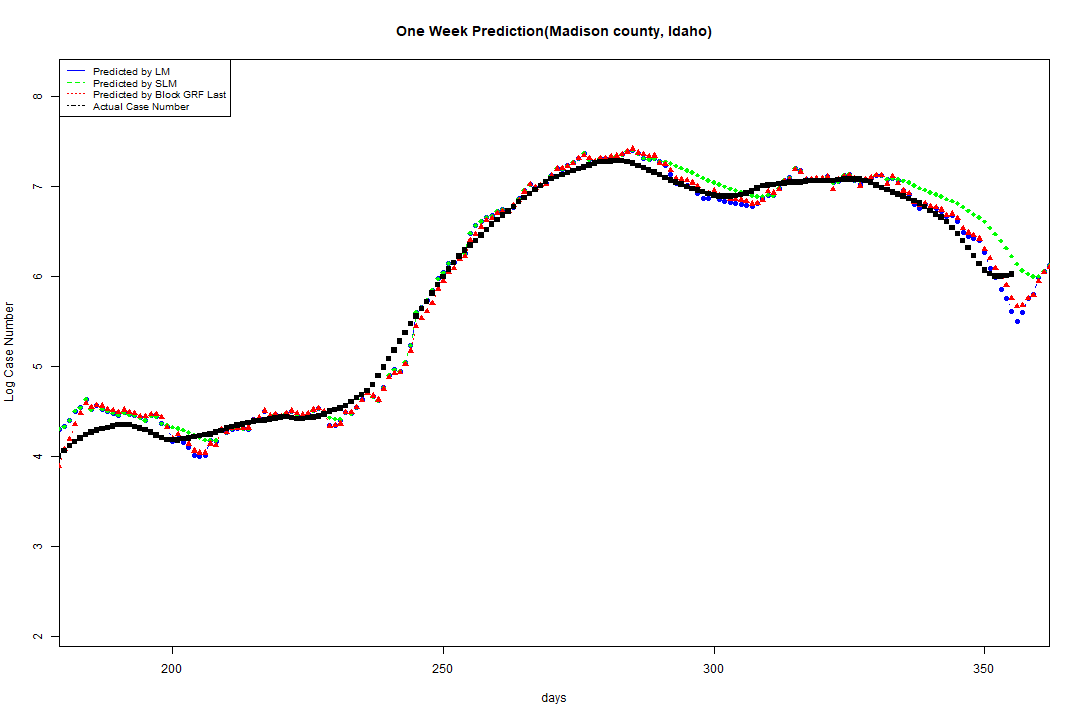 One Week Prediction(Madison county, Idaho)
Predicted by LM
Predicted by SLM
Predicted by Block GRF Last
Actual Case Number
8
7
6
5
4
3
2
Log Case Number
200 250 300 350
days